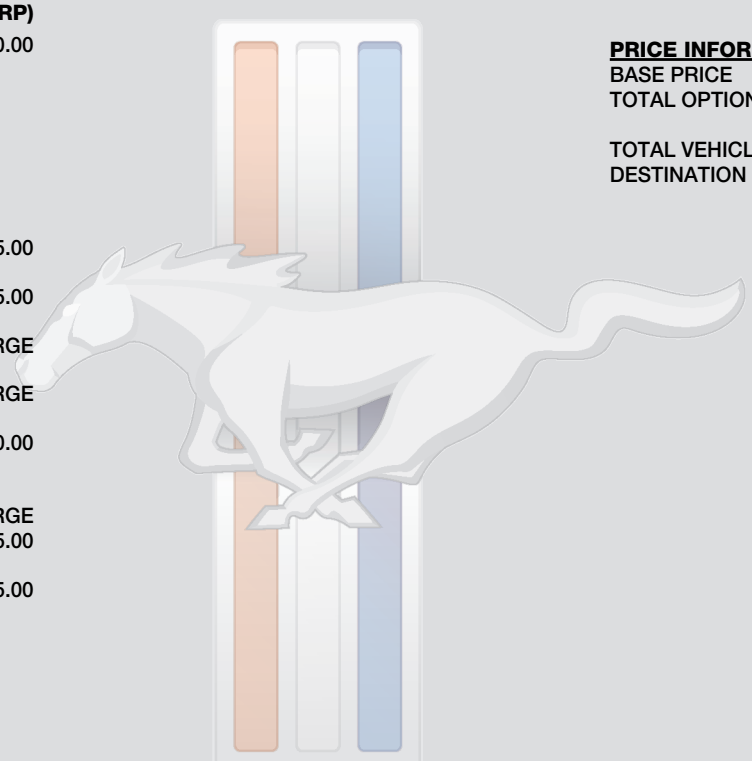 RP)
0.00
5.00
5.00
RGE
RGE
0.00
RGE
5.00
5.00
PRICE INFOR
BASE PRICE
TOTAL OPTION
TOTAL VEHICL
DESTINATION